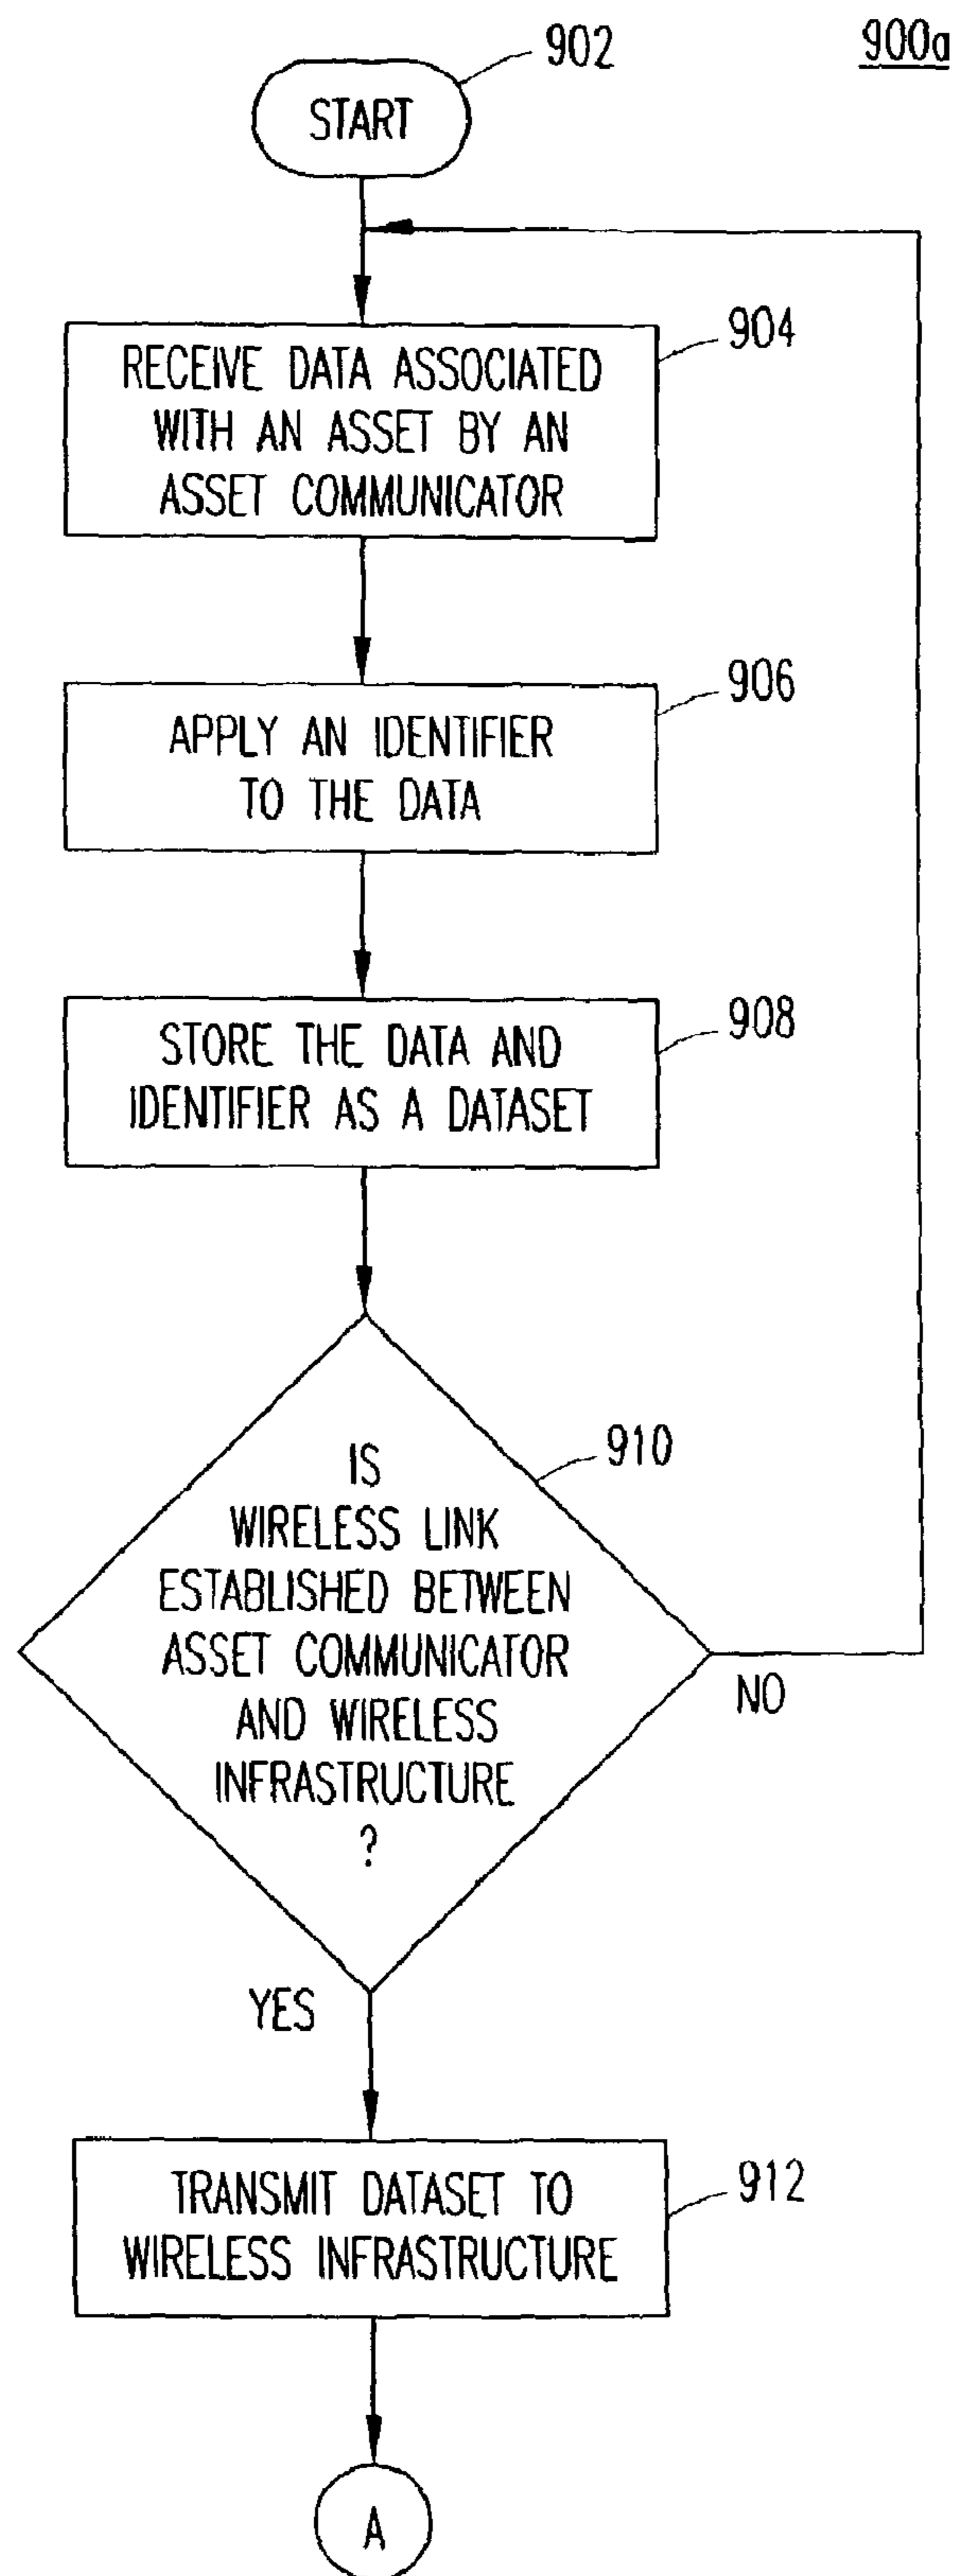 900a
902
START
904
RECEIVE DATA ASSOCIATED
WITH AN ASSET BY AN
ASSET COMMUNICATOR
906
APPLY AN IDENTIFIER
TO THE DATA
908
STORE THE DATA AND
IDENTIFIER AS A DATASET
910
IS
WIRELESS LINK
ESTABLISHED BETWEEN
ASSET COMMUNICATOR
AND WIRELESS
INFRASTRUCTURE
?
NO
YES
912
TRANSMIT DATASET TO
WIRELESS INFRASTRUCTURE
A